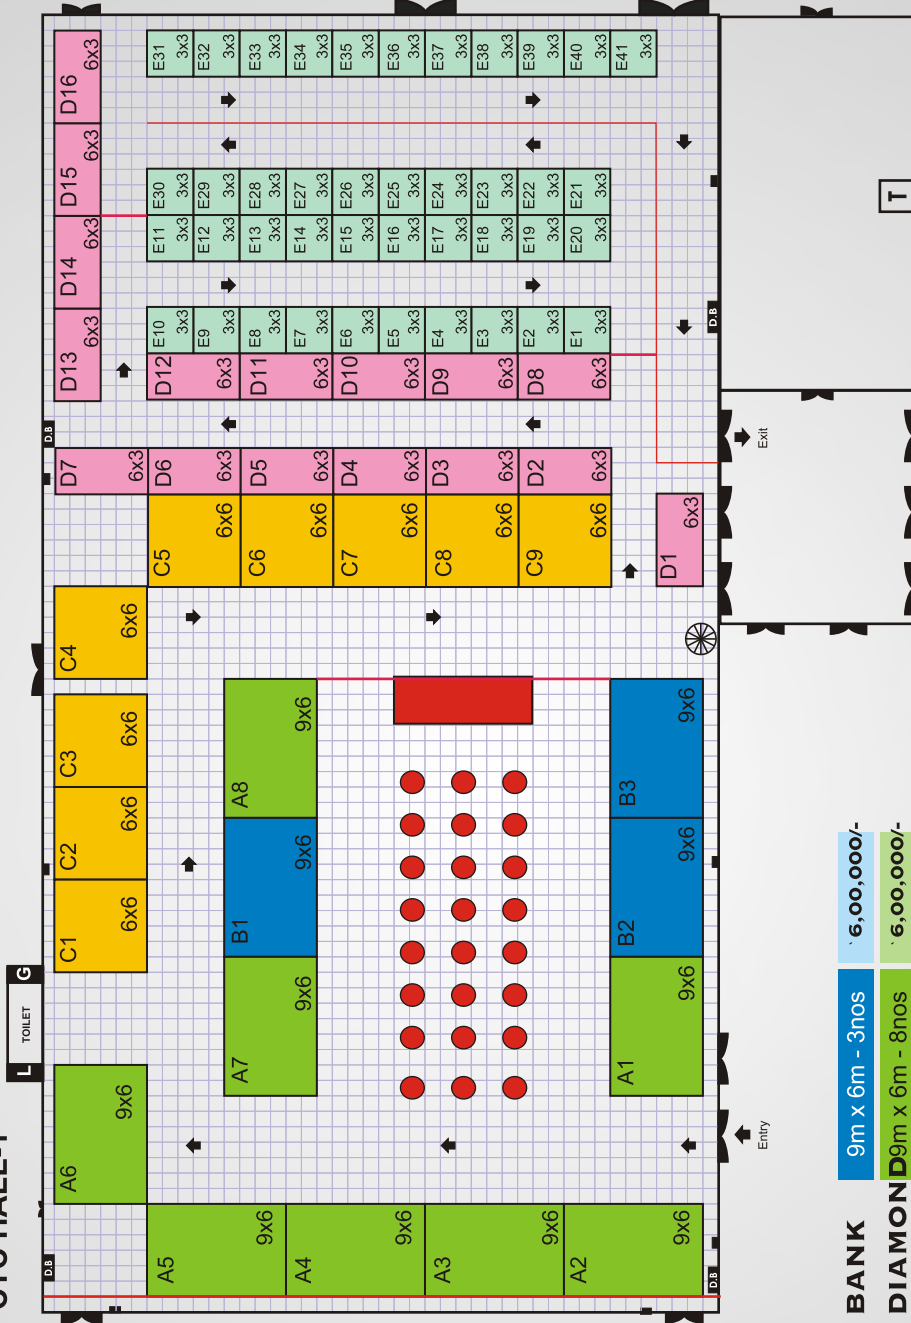 D16 6x3
D15 6x3
D14 6x3
D13 6x3
E31 3x3
E32 3x3
E33 3x3
E34 3x3
E35 3x3
E36 3x3
E37 3x3
E38 3x3
E39 3x3
E40 3x3
E41 3x3
E30 3x3
E29 3x3
E28 3x3
E27 3x3
E26 3x3
E25 3x3
E24 3x3
E23 3x3
E22 3x3
E21 3x3
E11 3x3
E12 3x3
E13 3x3
E14 3x3
E15 3x3
E16 3x3
E17 3x3
E18 3x3
E19 3x3
E20 3x3
E10 3x3
E9 3x3
E8 3x3
E7 3x3
E6 3x3
E5 3x3
E4 3x3
E3 3x3
E2 3x3
E1 3x3
D12 6x3
D11 6x3
D10 6x3
D9 6x3
D8 6x3
T
D.B
D.B
Exit
D7 6x3
D6 6x3
D5 6x3
D4 6x3
D3 6x3
D2 6x3
D1 6x3
C5 6x6
C6 6x6
C7 6x6
C8 6x6
C9 6x6
C4 6x6
C3 6x6
C2 6x6
C1 6x6
A8 9x6
B1 9x6
A7 9x6
B3 9x6
B2 9x6
A1 9x6
G
TOILET
L
A6 9x6
A5 9x6
A4 9x6
A3 9x6
A2 9x6
Entry
D.B
D.B
BANK 9m x 6m - 3nos ` 6,00,000/-
DIAMOND 9m x 6m - 8nos ` 6,00,000/-